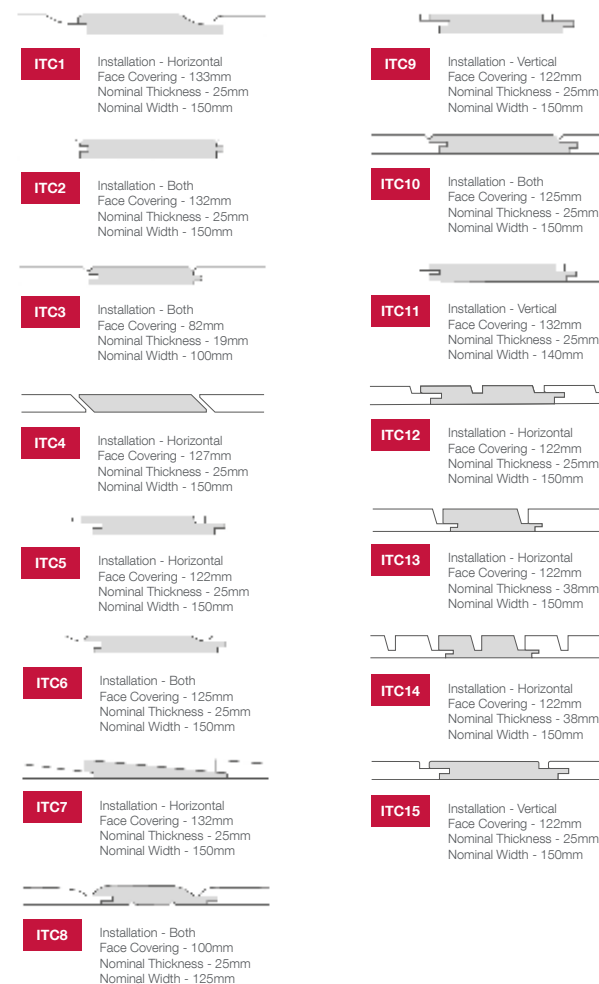 ITC1
Installation - Horizontal
Face Covering - 133mm
Nominal Thickness - 25mm
Nominal Width - 150mm
ITC2
Installation - Both
Face Covering - 132mm
Nominal Thickness - 25mm
Nominal Width - 150mm
ITC3
Installation - Both
Face Covering - 82mm
Nominal Thickness - 19mm
Nominal Width - 100mm
ITC4
Installation - Horizontal
Face Covering - 127mm
Nominal Thickness - 25mm
Nominal Width - 150mm
ITC5
Installation - Horizontal
Face Covering - 122mm
Nominal Thickness - 25mm
Nominal Width - 150mm
ITC6
Installation - Both
Face Covering - 125mm
Nominal Thickness - 25mm
Nominal Width - 150mm
ITC7
Installation - Horizontal
Face Covering - 132mm
Nominal Thickness - 25mm
Nominal Width - 150mm
ITC8
Installation - Both
Face Covering - 100mm
Nominal Thickness - 25mm
Nominal Width - 125mm
ITC9
Installation - Vertical
Face Covering - 122mm
Nominal Thickness - 25mm
Nominal Width - 150mm
ITC10
Installation - Both
Face Covering - 125mm
Nominal Thickness - 25mm
Nominal Width - 150mm
ITC11
Installation - Vertical
Face Covering - 132mm
Nominal Thickness - 25mm
Nominal Width - 140mm
ITC12
Installation - Horizontal
Face Covering - 122mm
Nominal Thickness - 25mm
Nominal Width - 150mm
ITC13
Installation - Horizontal
Face Covering - 122mm
Nominal Thickness - 38mm
Nominal Width - 150mm
ITC14
Installation - Horizontal
Face Covering - 122mm
Nominal Thickness - 38mm
Nominal Width - 150mm
ITC15
Installation - Vertical
Face Covering - 122mm
Nominal Thickness - 25mm
Nominal Width - 150mm